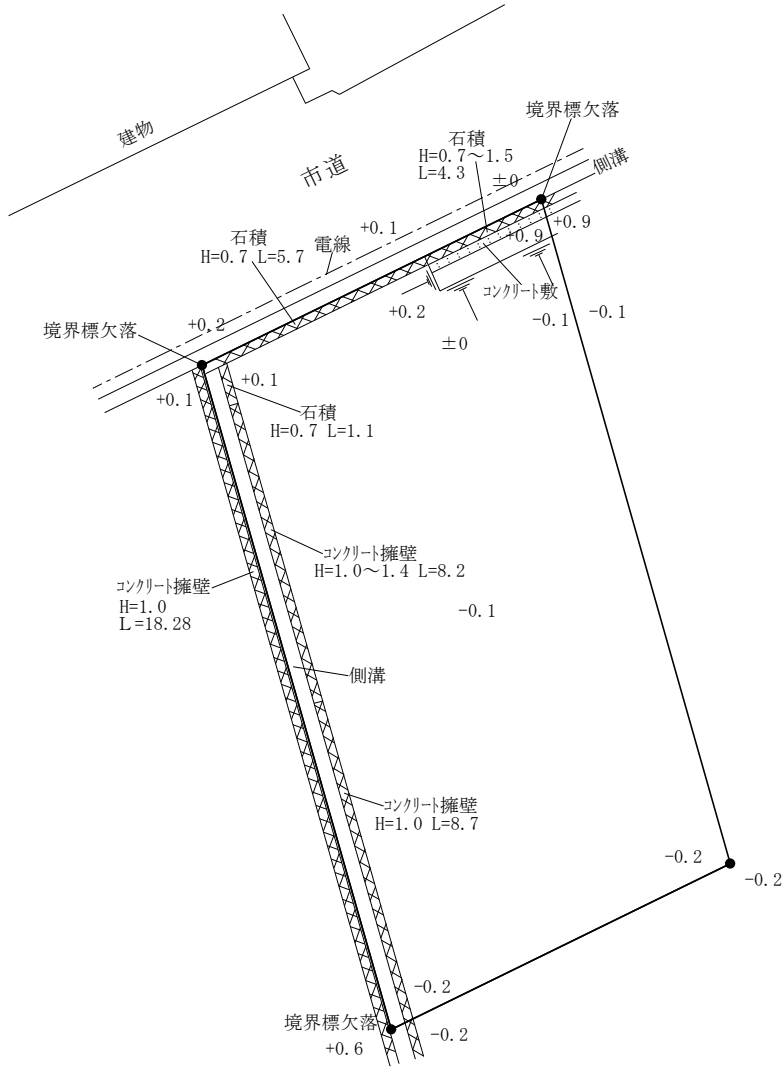 建物
市道
境界標欠落
石積
H=0.7～1.5
L=4.3
±0
側溝
+0.1
石積
H=0.7 L=5.7
電線
+0.9
+0.9
コンクリート敷
+0.2
境界標欠落
+0.2
-0.1
-0.1
±0
+0.1
+0.1
石積
H=0.7 L=1.1
コンクリート擁壁
H=1.0～1.4 L=8.2
コンクリート擁壁
H=1.0
L=18.28
-0.1
側溝
コンクリート擁壁
H=1.0 L=8.7
-0.2
-0.2
-0.2
境界標欠落
-0.2
+0.6